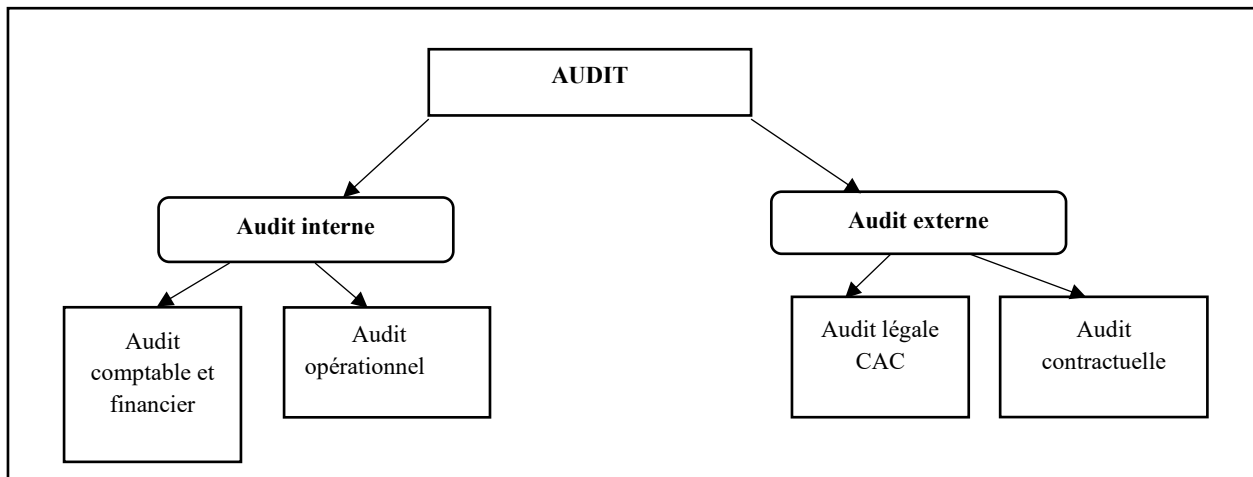 AUDIT
Audit interne
Audit externe
Audit
comptable et
financier
Audit
opérationnel
Audit légale
CAC
Audit
contractuelle